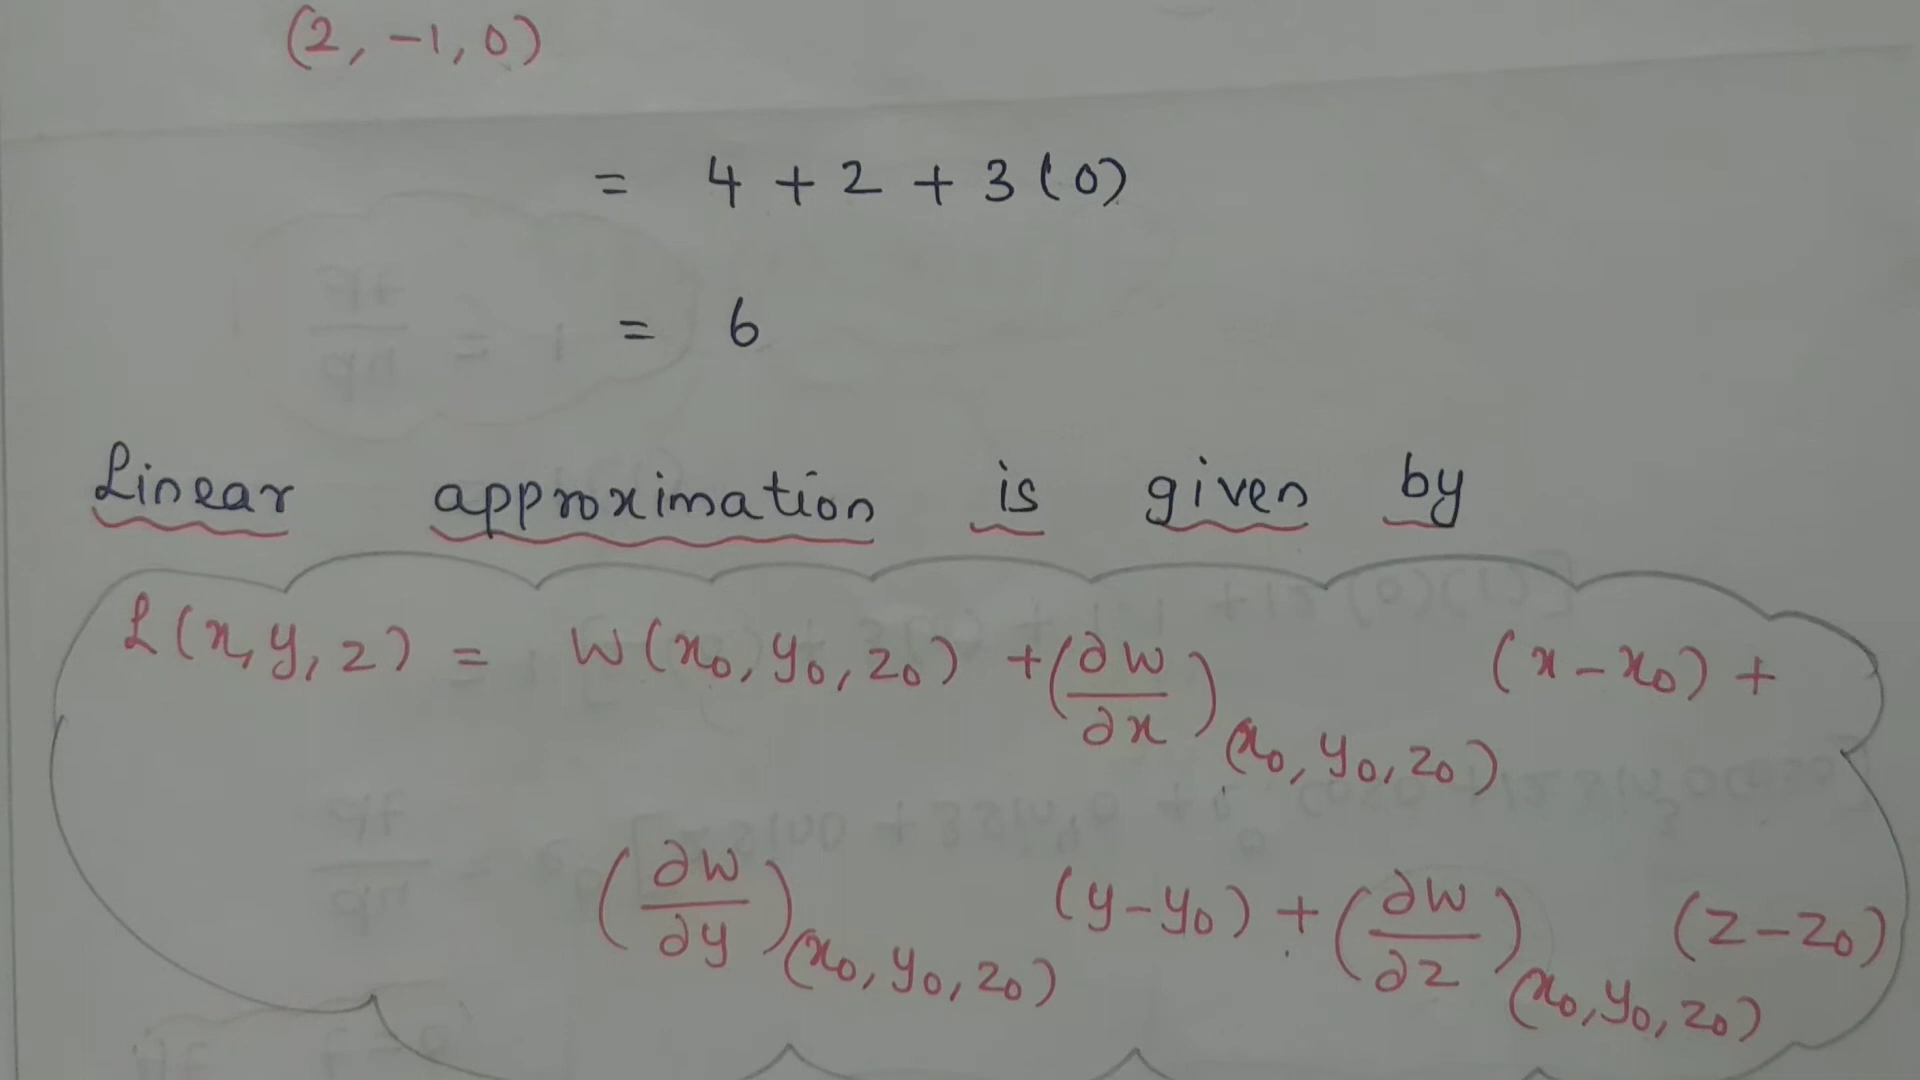 (2, -1, 0)
= 4 + 2 + 3(0)
= 6
Linear approximation is given by
L(x, y, z) = W(x₀, y₀, z₀) + (∂W/∂x)(x₀, y₀, z₀) (x - x₀) +
(∂W/∂y)(x₀, y₀, z₀) (y - y₀) + (∂W/∂z)(x₀, y₀, z₀) (z - z₀)